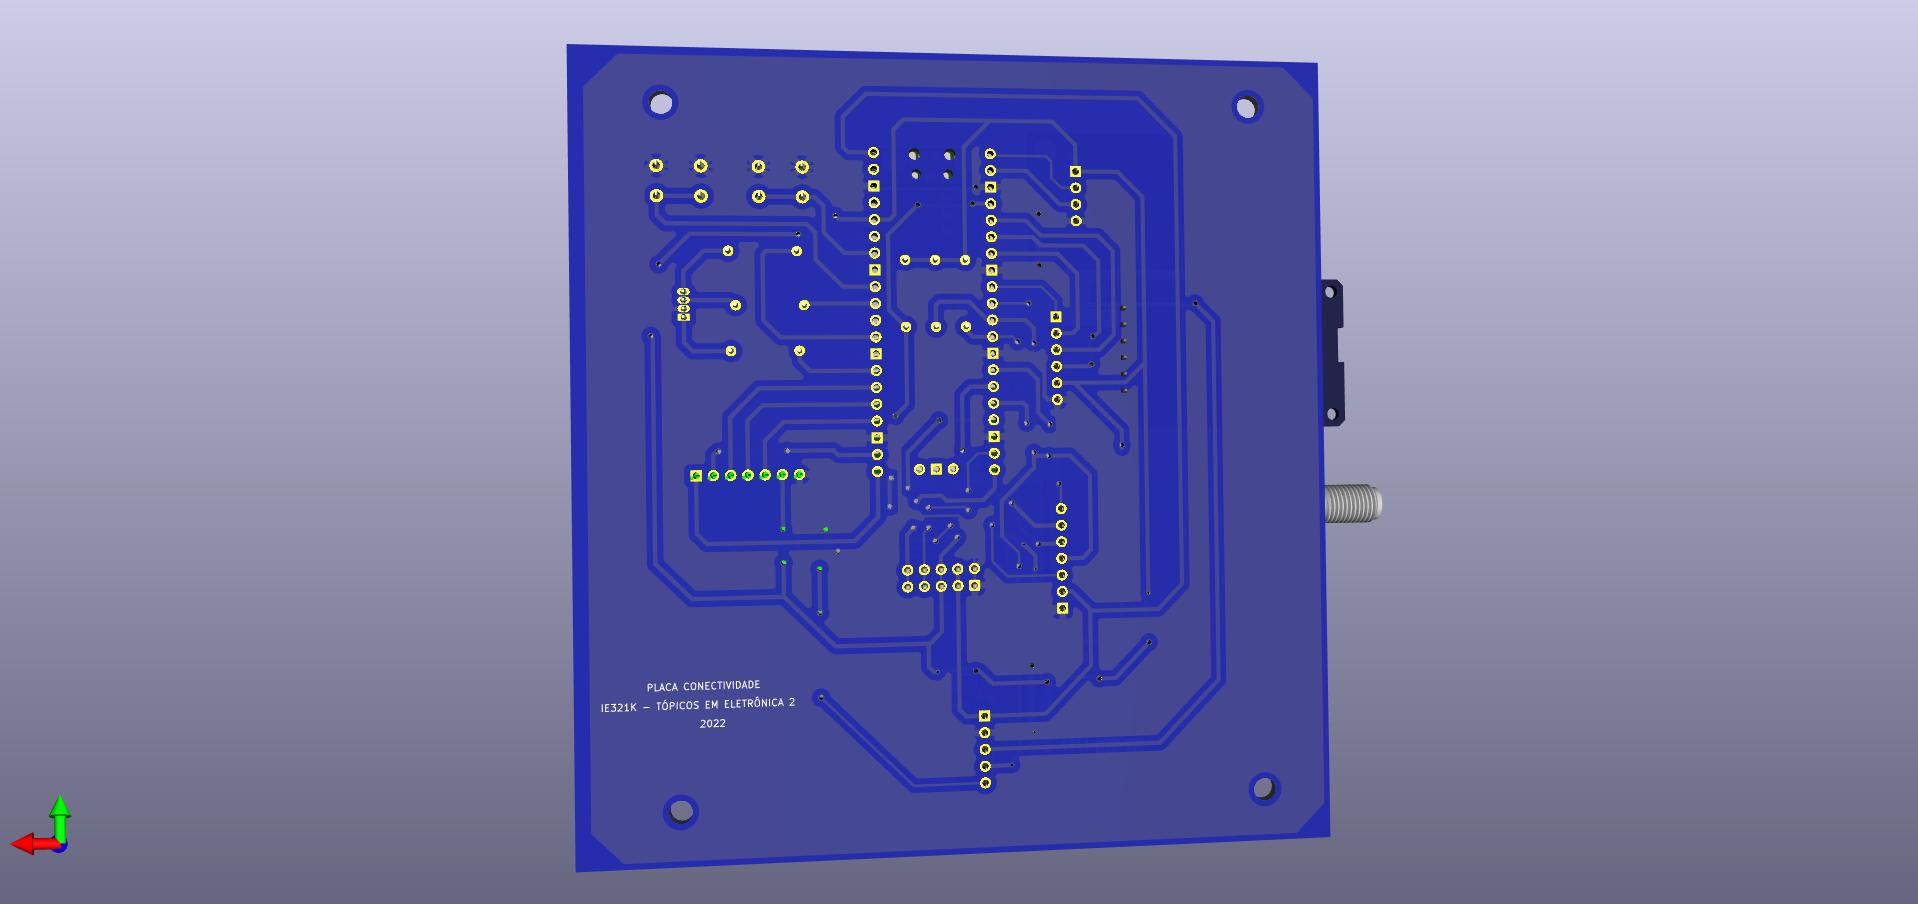 PLACA CONECTIVIDADE
IE321K – TÓPICOS EM ELETRÔNICA 2
2022